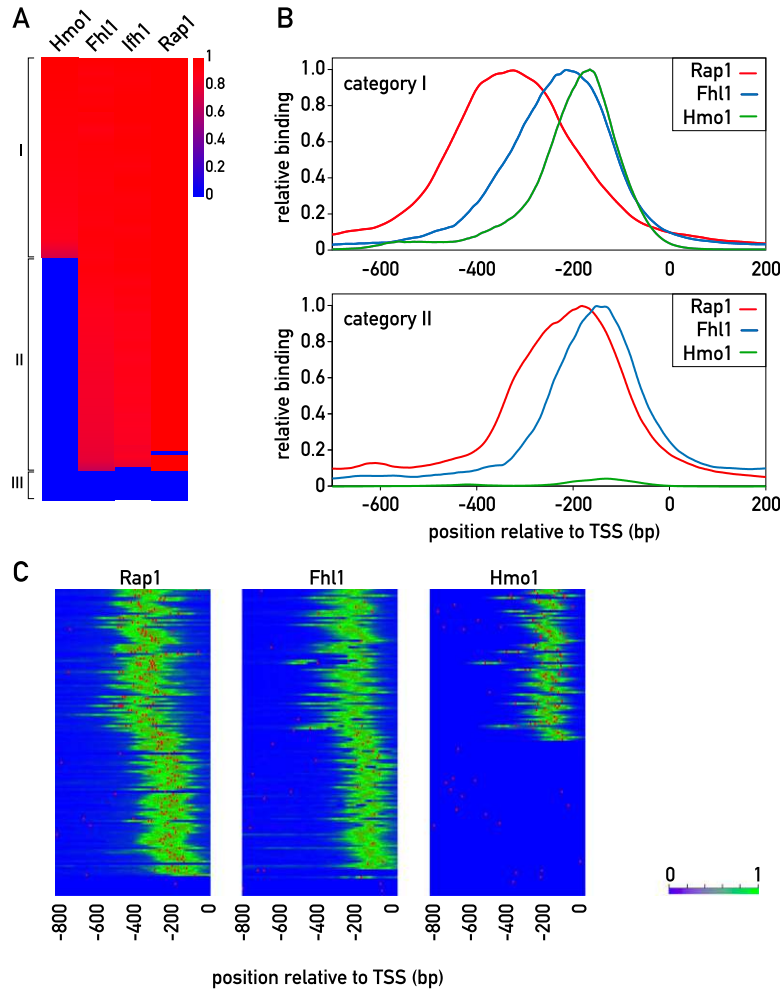 A
Hmo1 Fhl1 Ifh1 Rap1
1
0.8
0.6
0.4
0.2
0
I
II
III
B
category I
Rap1
Fhl1
Hmo1
relative binding
1.0
0.8
0.6
0.4
0.2
0
-600 -400 -200 0 200
category II
Rap1
Fhl1
Hmo1
relative binding
1.0
0.8
0.6
0.4
0.2
0
-600 -400 -200 0 200
position relative to TSS (bp)
C
Rap1 Fhl1 Hmo1
-800 -600 -400 -200 0
-800 -600 -400 -200 0
-800 -600 -400 -200 0
0 1
position relative to TSS (bp)